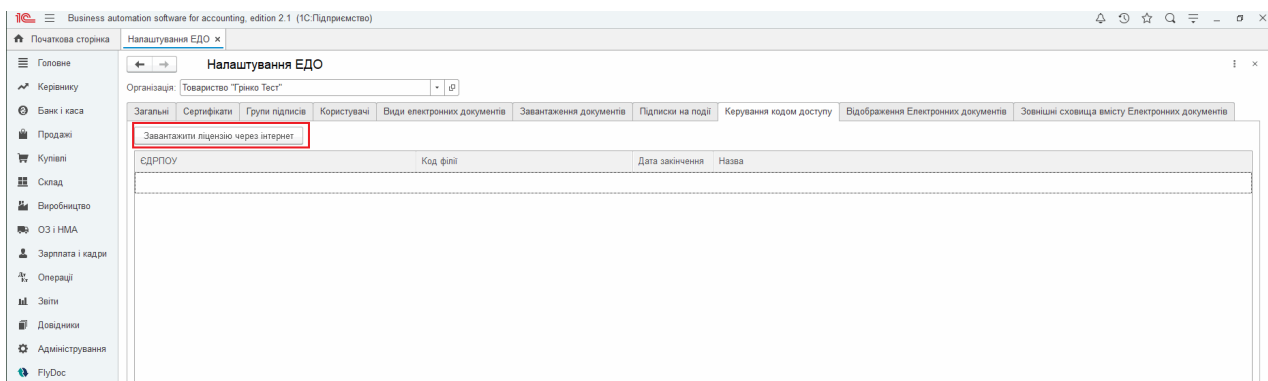 1C Business automation software for accounting, edition 2.1 (1С:Підприємство)
Початкова сторінка Налаштування ЕДО ×
Головне
Керівнику
Банк і каса
Продажі
Купівлі
Склад
Виробництво
ОЗ і НМА
Зарплата і кадри
Дт Кт Операції
Звіти
Довідники
Адміністрування
FlyDoc
Налаштування ЕДО
Організація: Товариство "Грінко Тест"
Загальні Сертифікати Групи підписів Користувачі Види електронних документів Завантаження документів Підписки на події Керування кодом доступу Відображення Електронних документів Зовнішні сховища вмісту Електронних документів
Завантажити ліцензію через інтернет
ЄДРПОУ Код філії Дата закінчення Назва